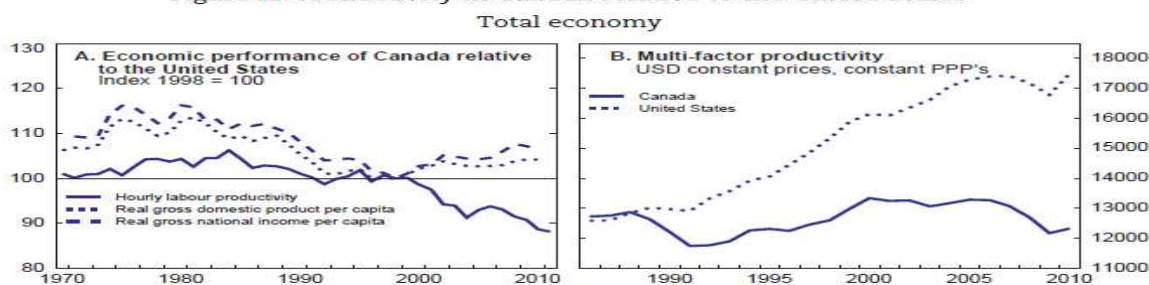 Total economy
A. Economic performance of Canada relative
to the United States
Index 1998 = 100
130
120
110
100
90
80
Hourly labour productivity
Real gross domestic product per capita
Real gross national income per capita
1970
1980
1990
2000
2010
B. Multi-factor productivity
USD constant prices, constant PPP's
Canada
United States
18000
17000
16000
15000
14000
13000
12000
11000
1990
1995
2000
2005
2010